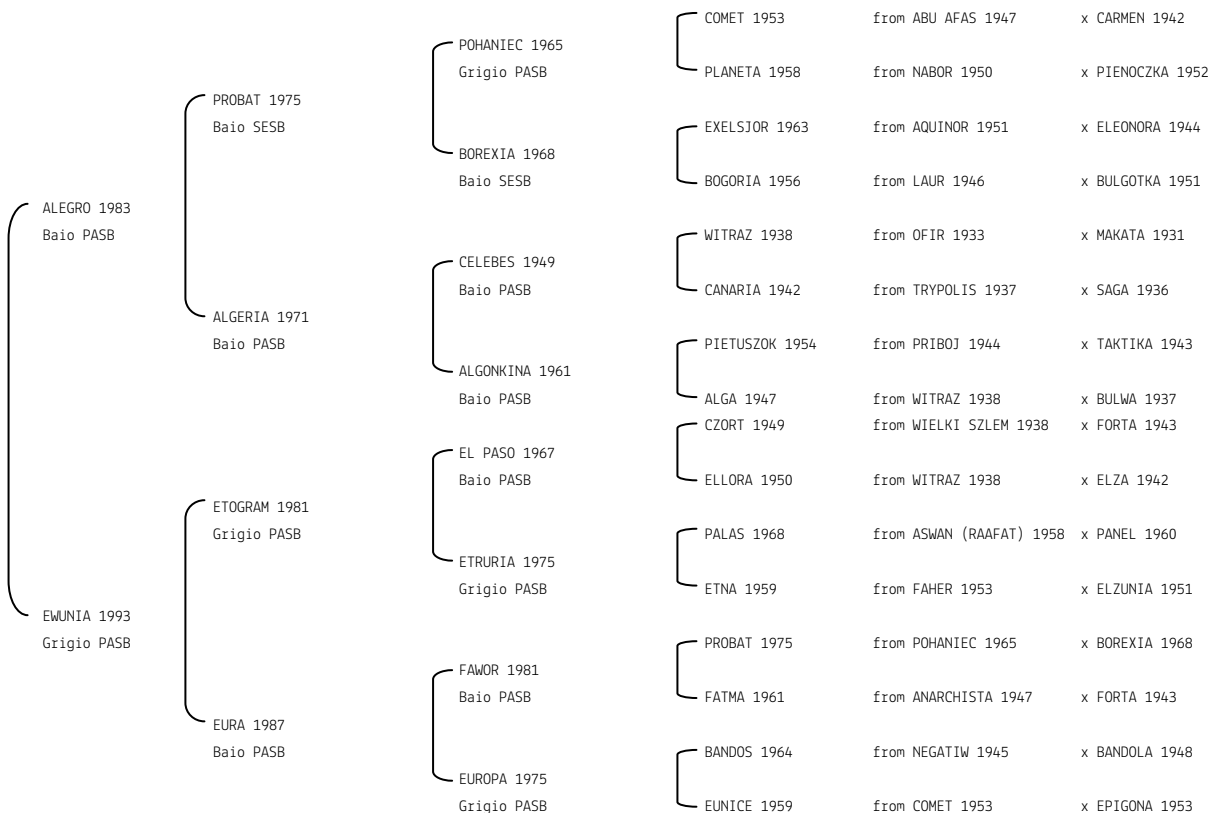 COMET 1953 from ABU AFAS 1947 x CARMEN 1942
POHANIEC 1965
Grigio PASB PLANETA 1958 from NABOR 1950 x PIENOCZKA 1952
PROBAT 1975
Baio SESB EXELSJOR 1963 from AQUINOR 1951 x ELEONORA 1944
BOREXIA 1968
Baio SESB BOGORIA 1956 from LAUR 1946 x BULGOTKA 1951
ALEGRO 1983
Baio PASB WITRAZ 1938 from OFIR 1933 x MAKATA 1931
CELEBES 1949
Baio PASB CANARIA 1942 from TRYPOLIS 1937 x SAGA 1936
ALGERIA 1971
Baio PASB PIETUSZOK 1954 from PRIBOJ 1944 x TAKTIKA 1943
ALGONKINA 1961
Baio PASB ALGA 1947 from WITRAZ 1938 x BULWA 1937
CZORT 1949 from WIELKI SZLEM 1938 x FORTA 1943
EL PASO 1967
Baio PASB ELLORA 1950 from WITRAZ 1938 x ELZA 1942
ETOGRAM 1981
Grigio PASB PALAS 1968 from ASWAN (RAAFAT) 1958 x PANEL 1960
ETRURIA 1975
Grigio PASB ETNA 1959 from FAHER 1953 x ELZUNIA 1951
EWUNIA 1993
Grigio PASB PROBAT 1975 from POHANIEC 1965 x BOREXIA 1968
FAWOR 1981
Baio PASB FATMA 1961 from ANARCHISTA 1947 x FORTA 1943
EURA 1987
Baio PASB BANDOS 1964 from NEGATIW 1945 x BANDOLA 1948
EUROPA 1975
Grigio PASB EUNICE 1959 from COMET 1953 x EPIGONA 1953